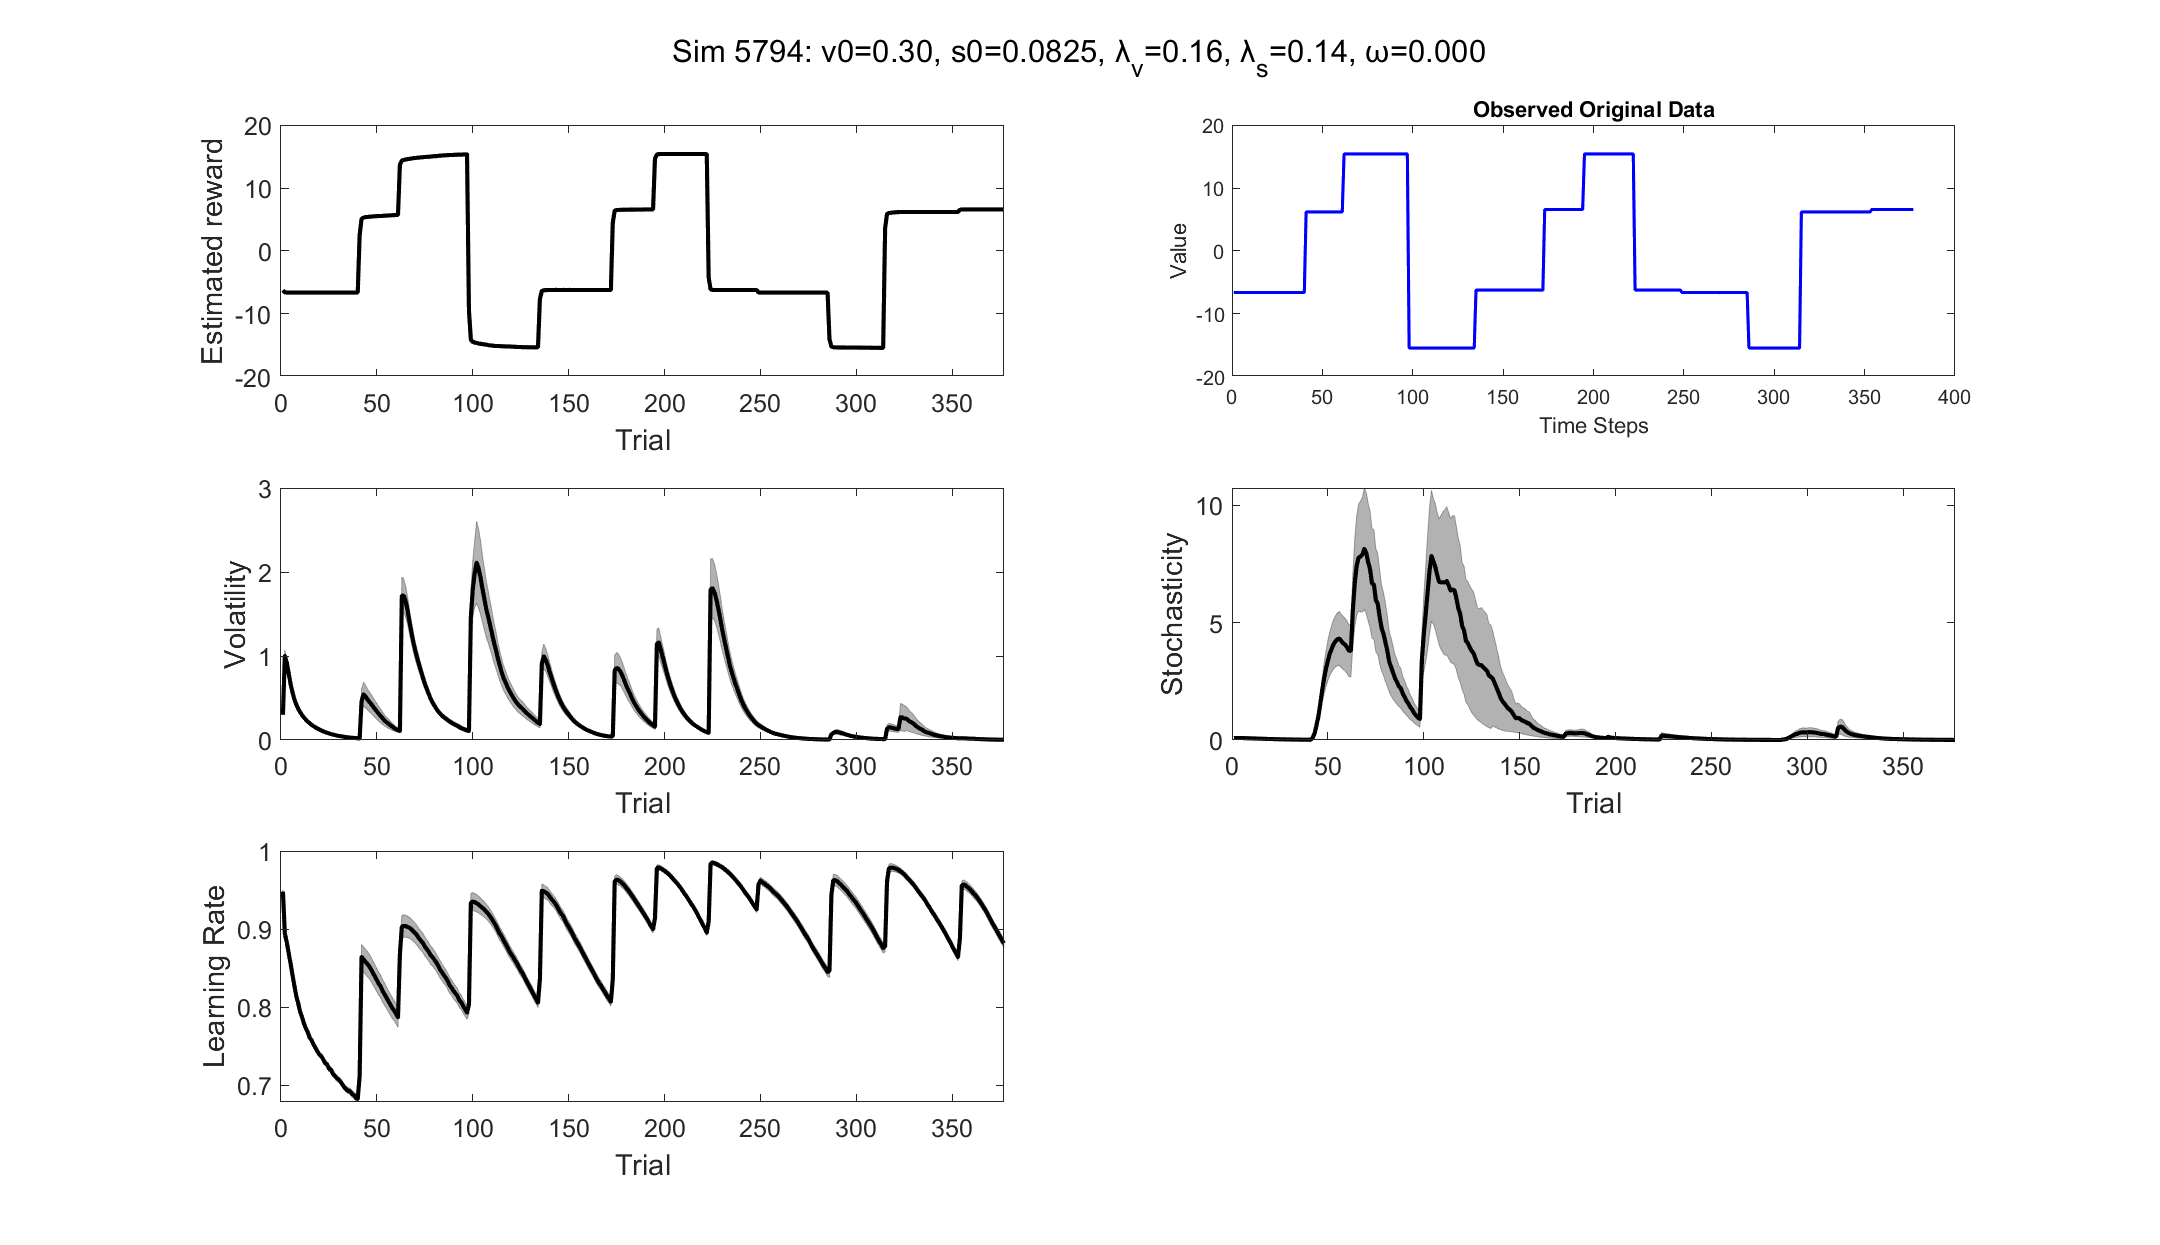 Sim 5794: v0=0.30, s0=0.0825, λ_v=0.16, λ_s=0.14, ω=0.000
Estimated reward
20
10
0
-10
-20
0 50 100 150 200 250 300 350
Trial
Observed Original Data
Value
20
10
0
-10
-20
0 50 100 150 200 250 300 350 400
Time Steps
Volatility
3
2
1
0
0 50 100 150 200 250 300 350
Trial
Stochasticity
10
5
0
0 50 100 150 200 250 300 350
Trial
Learning Rate
1
0.9
0.8
0.7
0 50 100 150 200 250 300 350
Trial